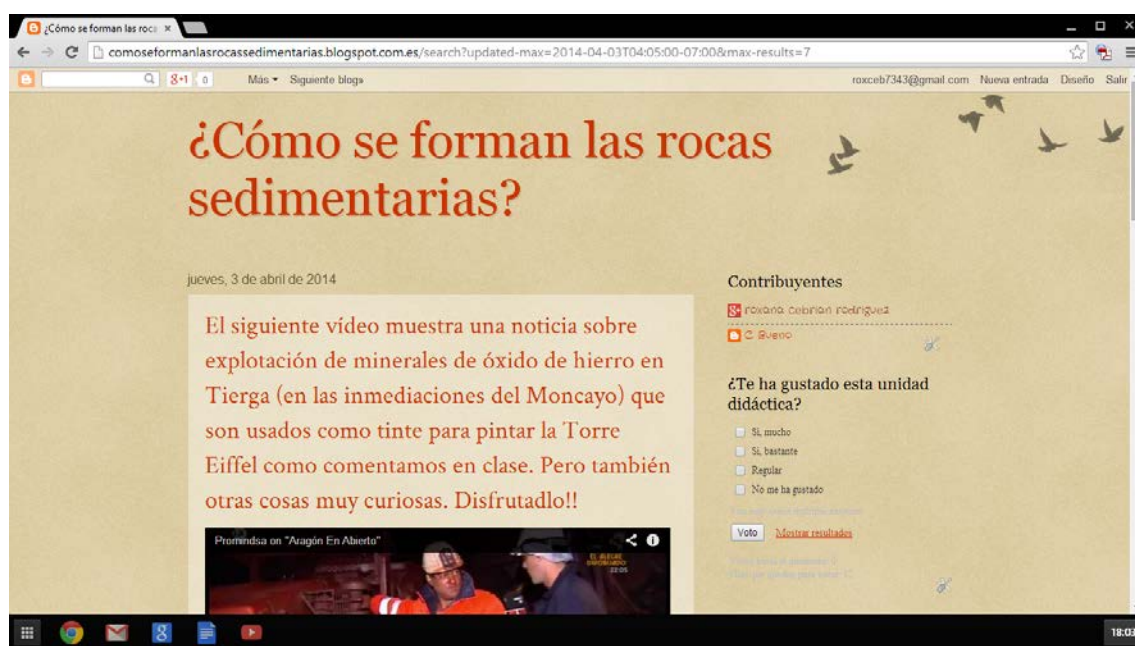 ¿Cómo se forman las roca
comoseformanlasrocassedimentarias.blogspot.com.es/search?updated-max=2014-04-03T04:05:00-07:00&max-results=7
g+1 0 Más Siguiente blog» roxceb7343@gmail.com Nueva entrada Diseño Salir
¿Cómo se forman las rocas
sedimentarias?
jueves, 3 de abril de 2014
El siguiente vídeo muestra una noticia sobre
explotación de minerales de óxido de hierro en
Tierga (en las inmediaciones del Moncayo) que
son usados como tinte para pintar la Torre
Eiffel como comentamos en clase. Pero también
otras cosas muy curiosas. Disfrutadlo!!
Promindsa on "Aragón En Abierto"
22:05
Contribuyentes
roxana cebrian rodriguez
C. Bueno
¿Te ha gustado esta unidad
didáctica?
Si, mucho
Si, bastante
Regular
No me ha gustado
Voto Mostrar resultados
18:03